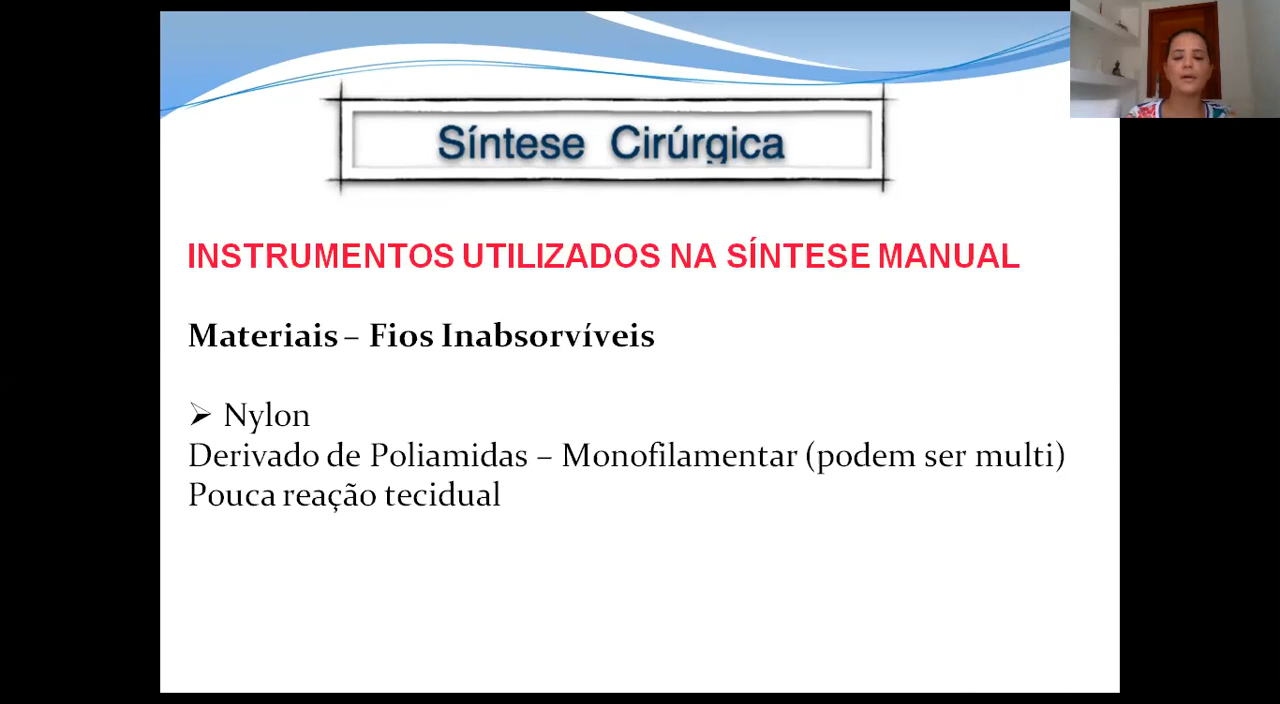 Síntese Cirúrgica
INSTRUMENTOS UTILIZADOS NA SÍNTESE MANUAL
Materiais – Fios Inabsorvíveis
➢ Nylon
Derivado de Poliamidas – Monofilamentar (podem ser multi)
Pouca reação tecidual